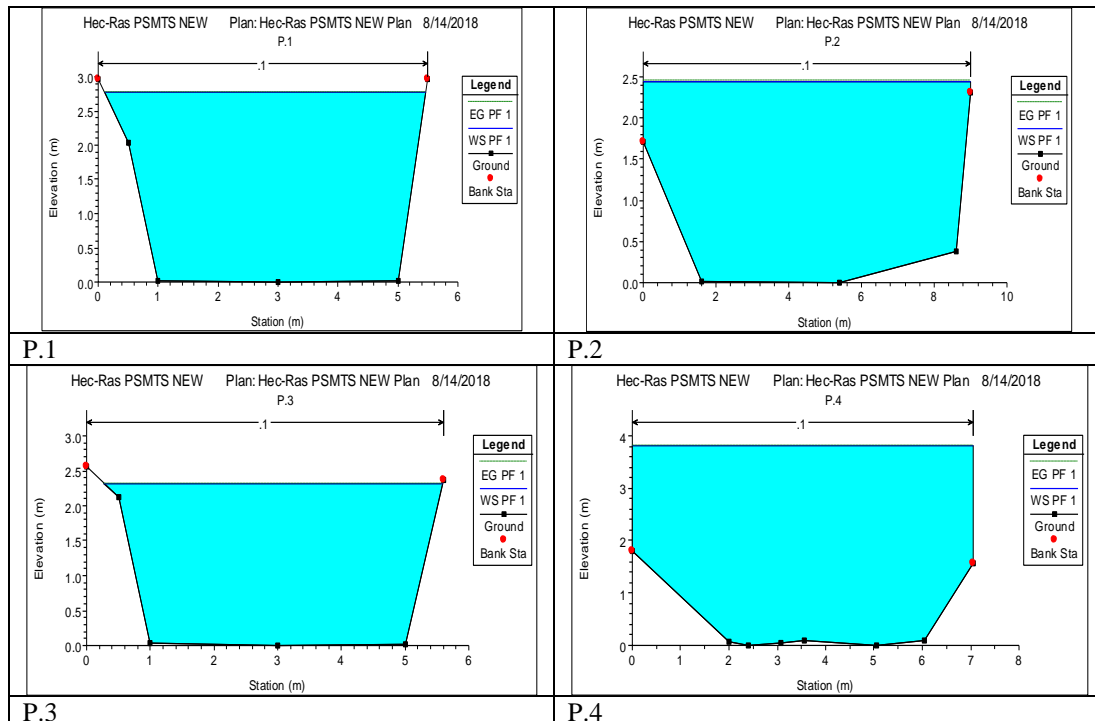 Hec-Ras PSMTS NEW Plan: Hec-Ras PSMTS NEW Plan 8/14/2018
P.1
.1
3.0
2.5
2.0
1.5
1.0
0.5
0.0
Elevation (m)
0 1 2 3 4 5 6
Station (m)
Legend
EG PF 1
WS PF 1
Ground
Bank Sta
P.1
Hec-Ras PSMTS NEW Plan: Hec-Ras PSMTS NEW Plan 8/14/2018
P.2
.1
2.5
2.0
1.5
1.0
0.5
0.0
Elevation (m)
0 2 4 6 8 10
Station (m)
Legend
EG PF 1
WS PF 1
Ground
Bank Sta
P.2
Hec-Ras PSMTS NEW Plan: Hec-Ras PSMTS NEW Plan 8/14/2018
P.3
.1
3.0
2.5
2.0
1.5
1.0
0.5
0.0
Elevation (m)
0 1 2 3 4 5 6
Station (m)
Legend
EG PF 1
WS PF 1
Ground
Bank Sta
P.3
Hec-Ras PSMTS NEW Plan: Hec-Ras PSMTS NEW Plan 8/14/2018
P.4
.1
4
3
2
1
0
Elevation (m)
0 1 2 3 4 5 6 7 8
Station (m)
Legend
EG PF 1
WS PF 1
Ground
Bank Sta
P.4